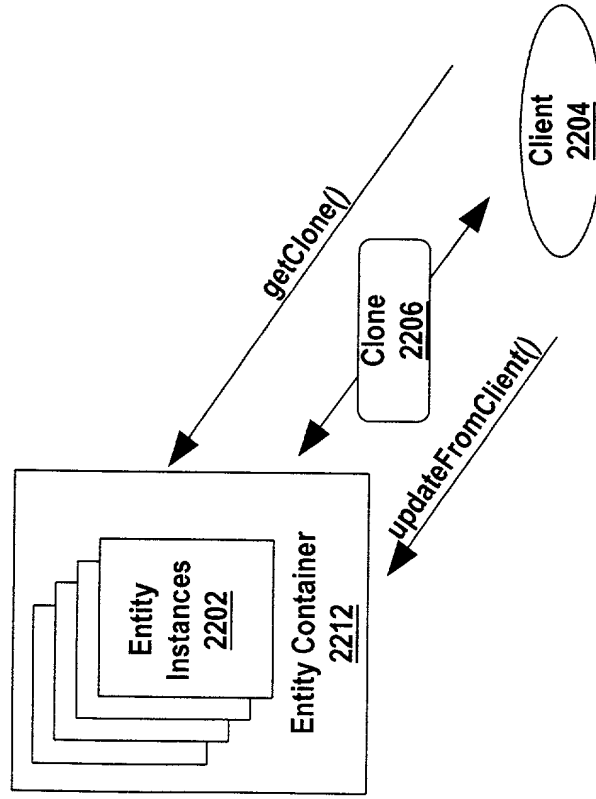 Entity
Instances
2202
Entity Container
2212
getClone()
Clone
2206
updateFromClient()
Client
2204